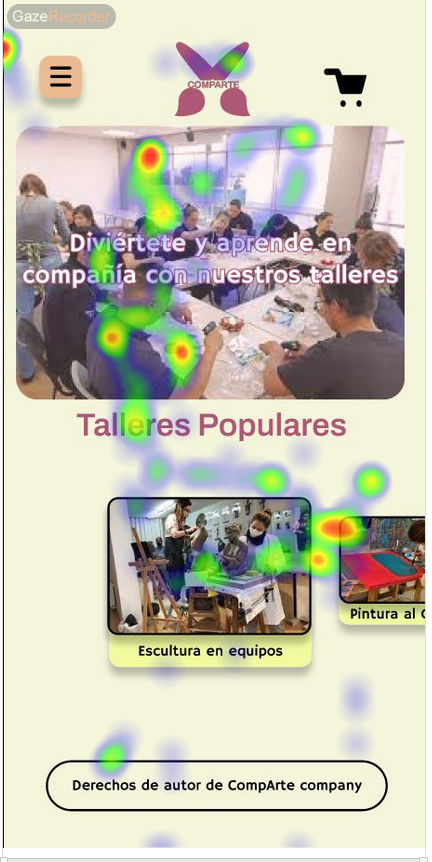 GazeRecorder
COMPARTE
Diviértete y aprende en
compañía con nuestros talleres
Talleres Populares
Escultura en equipos
Pintura al
Derechos de autor de CompArte company